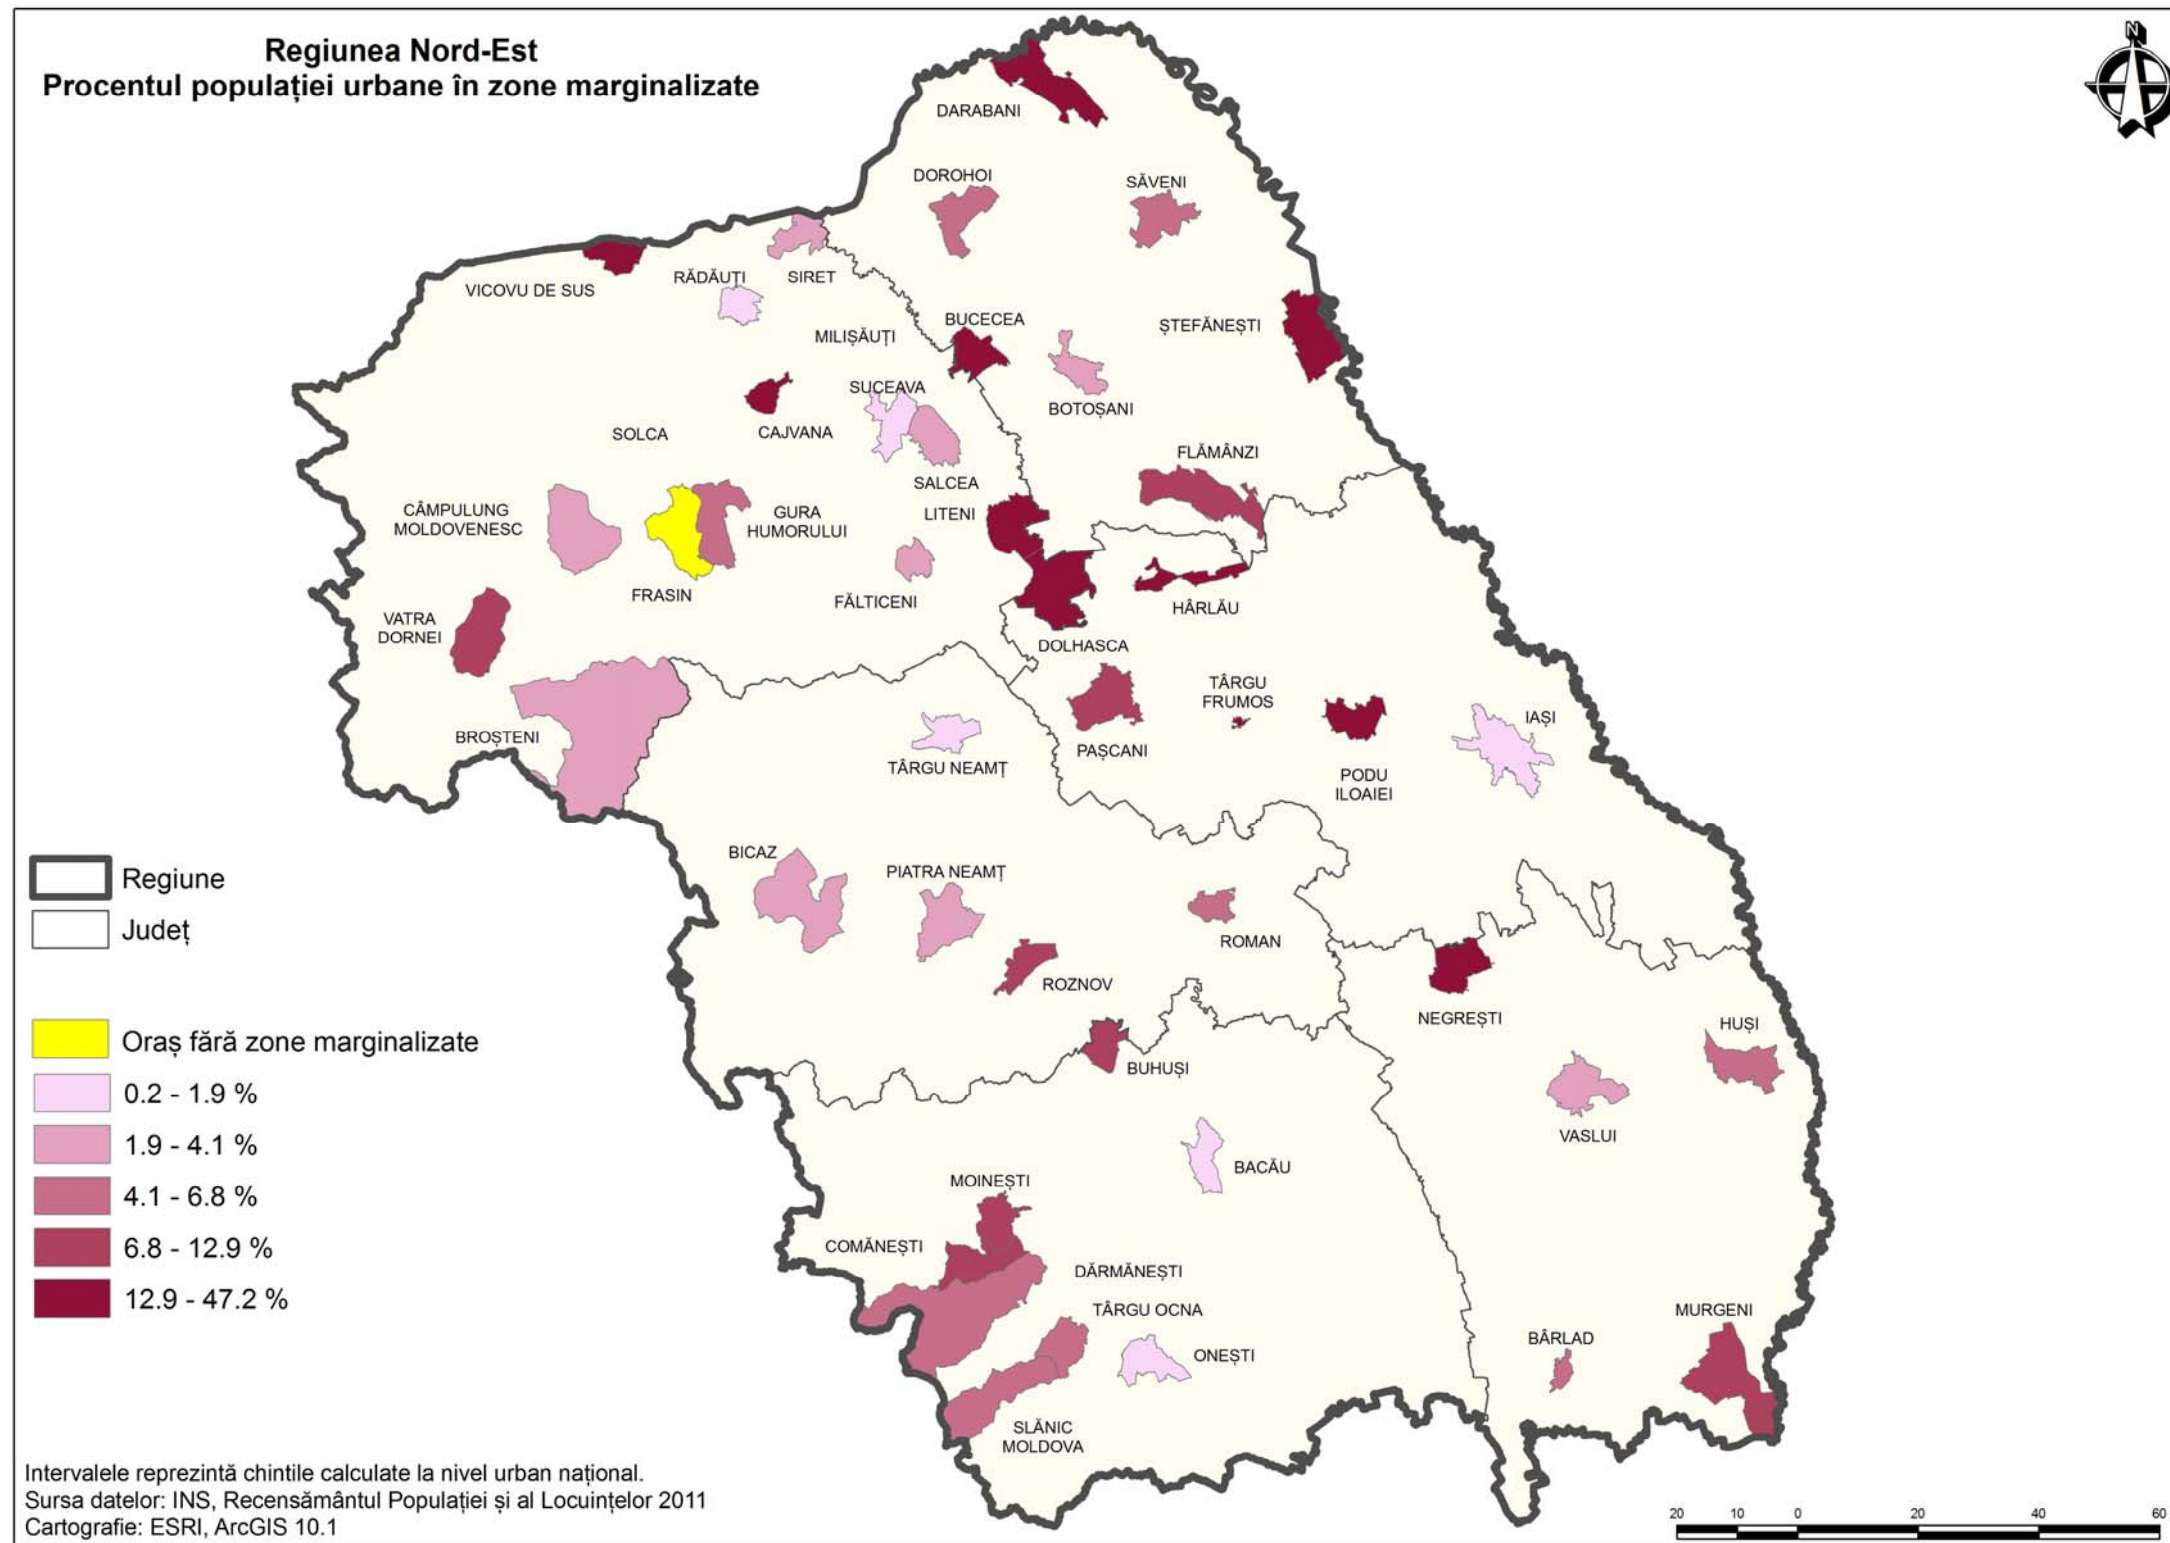 Regiunea Nord-Est
Procentul populației urbane în zone marginalizate
N
DARABANI
DOROHOI
SĂVENI
VICOVU DE SUS
RĂDĂUȚI
SIRET
MILIȘĂUȚI
BUCECEA
ȘTEFĂNEȘTI
SUCEAVA
BOTOȘANI
SOLCA
CAJVANA
FLĂMÂNZI
SALCEA
CÂMPULUNG
MOLDOVENESC
GURA
HUMORULUI
LITENI
FRASIN
FĂLTICENI
HÂRLĂU
VATRA
DORNEI
DOLHASCA
TÂRGU
FRUMOS
BROȘTENI
TÂRGU NEAMȚ
PAȘCANI
IAȘI
PODU
ILOAIEI
BICAZ
PIATRA NEAMȚ
ROMAN
ROZNOV
NEGREȘTI
HUȘI
BUHUȘI
VASLUI
BACĂU
MOINEȘTI
COMĂNEȘTI
DĂRMĂNEȘTI
TÂRGU OCNA
MURGENI
BÂRLAD
ONEȘTI
SLĂNIC
MOLDOVA
Regiune
Județ
Oraș fără zone marginalizate
0.2 - 1.9 %
1.9 - 4.1 %
4.1 - 6.8 %
6.8 - 12.9 %
12.9 - 47.2 %
Intervalele reprezintă chintile calculate la nivel urban național.
Sursa datelor: INS, Recensământul Populației și al Locuințelor 2011
Cartografie: ESRI, ArcGIS 10.1
20 10 0 20 40 60